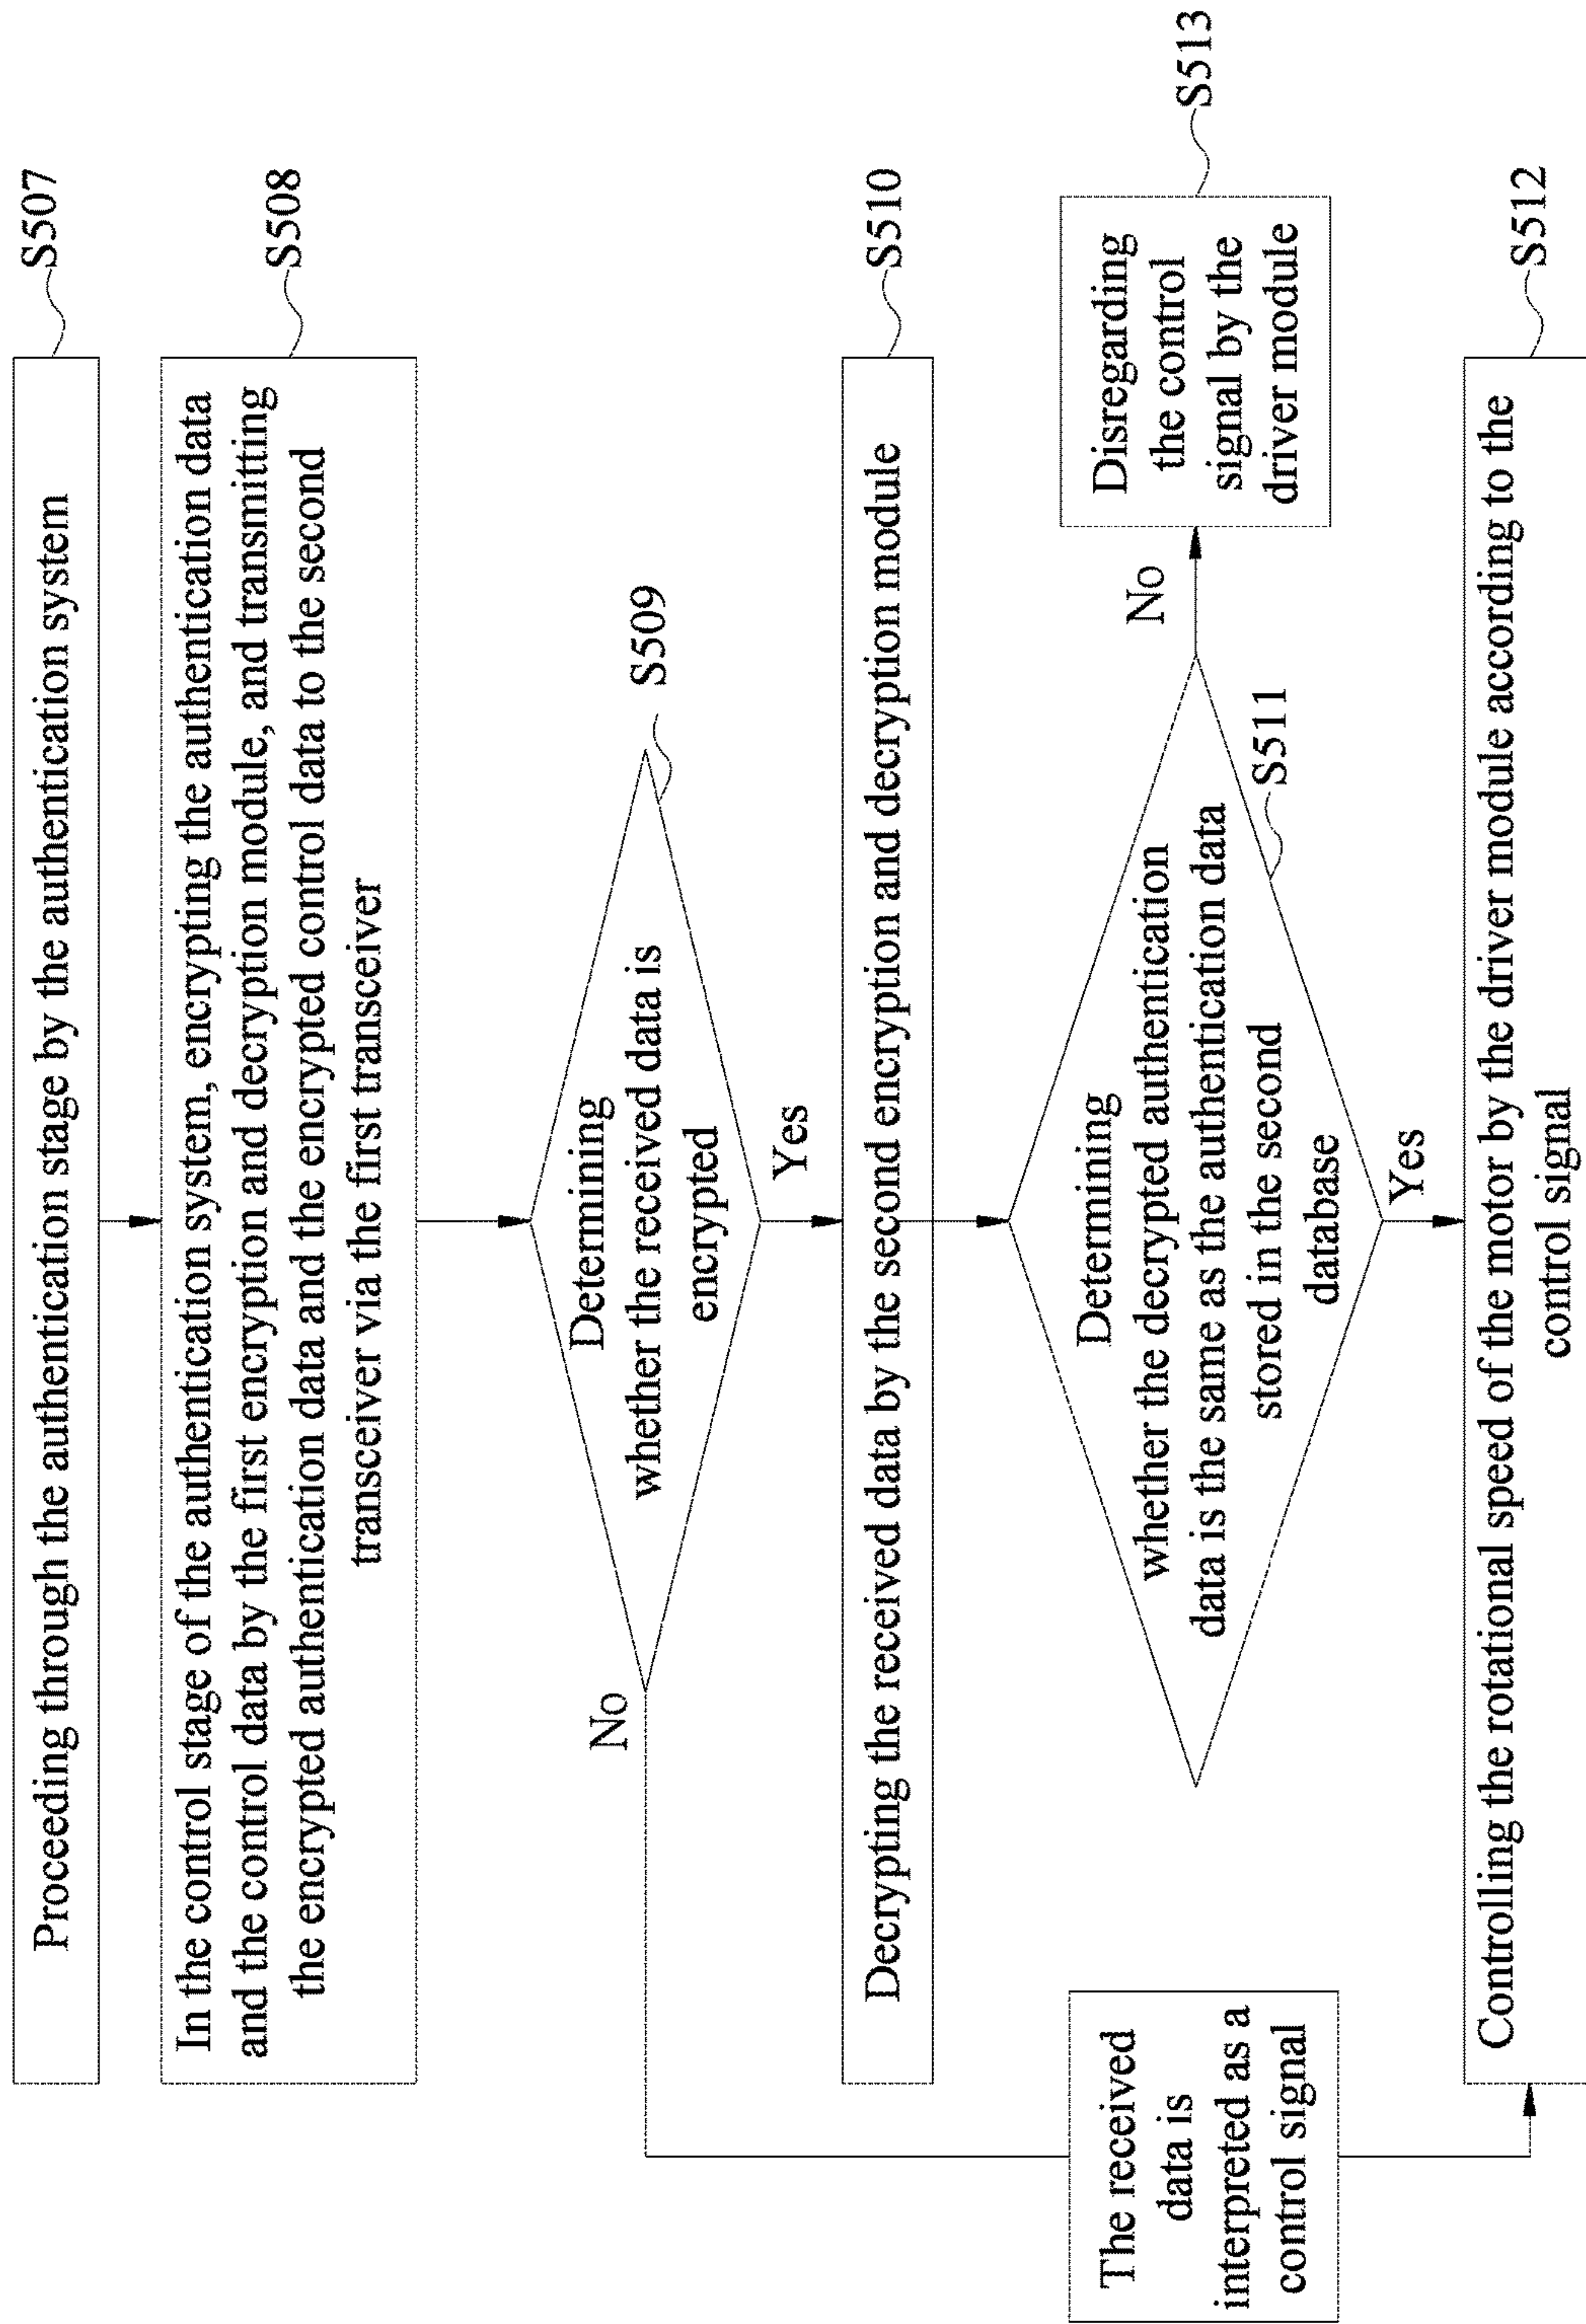 Proceeding through the authentication stage by the authentication system
S507
In the control stage of the authentication system, encrypting the authentication data
and the control data by the first encryption and decryption module, and transmitting
the encrypted authentication data and the encrypted control data to the second
transceiver via the first transceiver
S508
Determining
whether the received data is
encrypted
S509
No
Yes
Decrypting the received data by the second encryption and decryption module
S510
Determining
whether the decrypted authentication
data is the same as the authentication data
stored in the second
database
S511
No
Disregarding
the control
signal by the
driver module
S513
Yes
The received
data is
interpreted as a
control signal
Controlling the rotational speed of the motor by the driver module according to the
control signal
S512